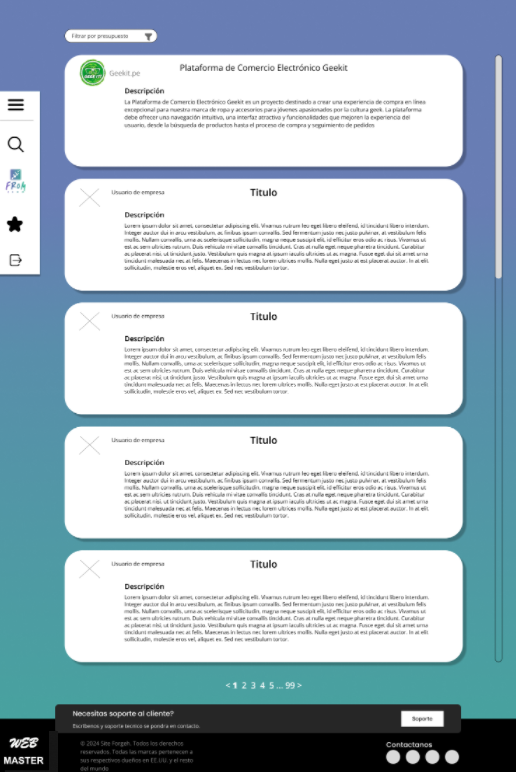 Filtrar por presupuesto
GEEK IT!
Geekit.pe
Plataforma de Comercio Electrónico Geekit
Descripción
La Plataforma de Comercio Electrónico Geekit es un proyecto destinado a crear una experiencia de compra en línea
excepcional para nuestra marca de ropa y accesorios para jóvenes apasionados por la cultura geek. La plataforma
debe ofrecer una navegación intuitiva, una interfaz atractiva y funcionalidades que mejoren la experiencia del
usuario, desde la búsqueda de productos hasta el proceso de compra y seguimiento de pedidos.
FROM
Usuario de empresa
Titulo
Descripción
Lorem ipsum dolor sit amet, consectetur adipiscing elit. Vivamus rutrum leo eget libero eleifend, id tincidunt libero interdum.
Integer auctor dui in arcu vestibulum, ac finibus ipsum convallis. Sed fermentum justo nec justo pulvinar, at vestibulum felis
mollis. Nullam convallis, urna ac scelerisque sollicitudin, magna neque suscipit elit, id efficitur eros odio ac risus. Vivamus ut
est ac sem ultricies rutrum. Duis vehicula mi vitae convallis tincidunt. Cras at nulla eget neque pharetra tincidunt. Curabitur
ac placerat nisi, ut tincidunt justo. Vestibulum quis magna at ipsum iaculis ultricies ut ac magna. Fusce eget dui sit amet urna
tincidunt malesuada nec at felis. Maecenas in lectus nec lorem ultrices mollis. Nulla eget justo at est placerat auctor. In at elit
sollicitudin, molestie eros vel, aliquet ex. Sed nec vestibulum tortor.
Usuario de empresa
Titulo
Descripción
Lorem ipsum dolor sit amet, consectetur adipiscing elit. Vivamus rutrum leo eget libero eleifend, id tincidunt libero interdum.
Integer auctor dui in arcu vestibulum, ac finibus ipsum convallis. Sed fermentum justo nec justo pulvinar, at vestibulum felis
mollis. Nullam convallis, urna ac scelerisque sollicitudin, magna neque suscipit elit, id efficitur eros odio ac risus. Vivamus ut
est ac sem ultricies rutrum. Duis vehicula mi vitae convallis tincidunt. Cras at nulla eget neque pharetra tincidunt. Curabitur
ac placerat nisi, ut tincidunt justo. Vestibulum quis magna at ipsum iaculis ultricies ut ac magna. Fusce eget dui sit amet urna
tincidunt malesuada nec at felis. Maecenas in lectus nec lorem ultrices mollis. Nulla eget justo at est placerat auctor. In at elit
sollicitudin, molestie eros vel, aliquet ex. Sed nec vestibulum tortor.
Usuario de empresa
Titulo
Descripción
Lorem ipsum dolor sit amet, consectetur adipiscing elit. Vivamus rutrum leo eget libero eleifend, id tincidunt libero interdum.
Integer auctor dui in arcu vestibulum, ac finibus ipsum convallis. Sed fermentum justo nec justo pulvinar, at vestibulum felis
mollis. Nullam convallis, urna ac scelerisque sollicitudin, magna neque suscipit elit, id efficitur eros odio ac risus. Vivamus ut
est ac sem ultricies rutrum. Duis vehicula mi vitae convallis tincidunt. Cras at nulla eget neque pharetra tincidunt. Curabitur
ac placerat nisi, ut tincidunt justo. Vestibulum quis magna at ipsum iaculis ultricies ut ac magna. Fusce eget dui sit amet urna
tincidunt malesuada nec at felis. Maecenas in lectus nec lorem ultrices mollis. Nulla eget justo at est placerat auctor. In at elit
sollicitudin, molestie eros vel, aliquet ex. Sed nec vestibulum tortor.
Usuario de empresa
Titulo
Descripción
Lorem ipsum dolor sit amet, consectetur adipiscing elit. Vivamus rutrum leo eget libero eleifend, id tincidunt libero interdum.
Integer auctor dui in arcu vestibulum, ac finibus ipsum convallis. Sed fermentum justo nec justo pulvinar, at vestibulum felis
mollis. Nullam convallis, urna ac scelerisque sollicitudin, magna neque suscipit elit, id efficitur eros odio ac risus. Vivamus ut
est ac sem ultricies rutrum. Duis vehicula mi vitae convallis tincidunt. Cras at nulla eget neque pharetra tincidunt. Curabitur
ac placerat nisi, ut tincidunt justo. Vestibulum quis magna at ipsum iaculis ultricies ut ac magna. Fusce eget dui sit amet urna
tincidunt malesuada nec at felis. Maecenas in lectus nec lorem ultrices mollis. Nulla eget justo at est placerat auctor. In at elit
sollicitudin, molestie eros vel, aliquet ex. Sed nec vestibulum tortor.
< 1 2 3 4 5 ... 99 >
Necesitas soporte al cliente?
Escribenos y soporte tecnico se pondra en contacto.
Soporte
WEB
MASTER
© 2024 Site Forgeh. Todos los derechos
reservados. Todas las marcas pertenecen a
sus respectivos dueños en EE.UU. y el resto
del mundo
Contactanos